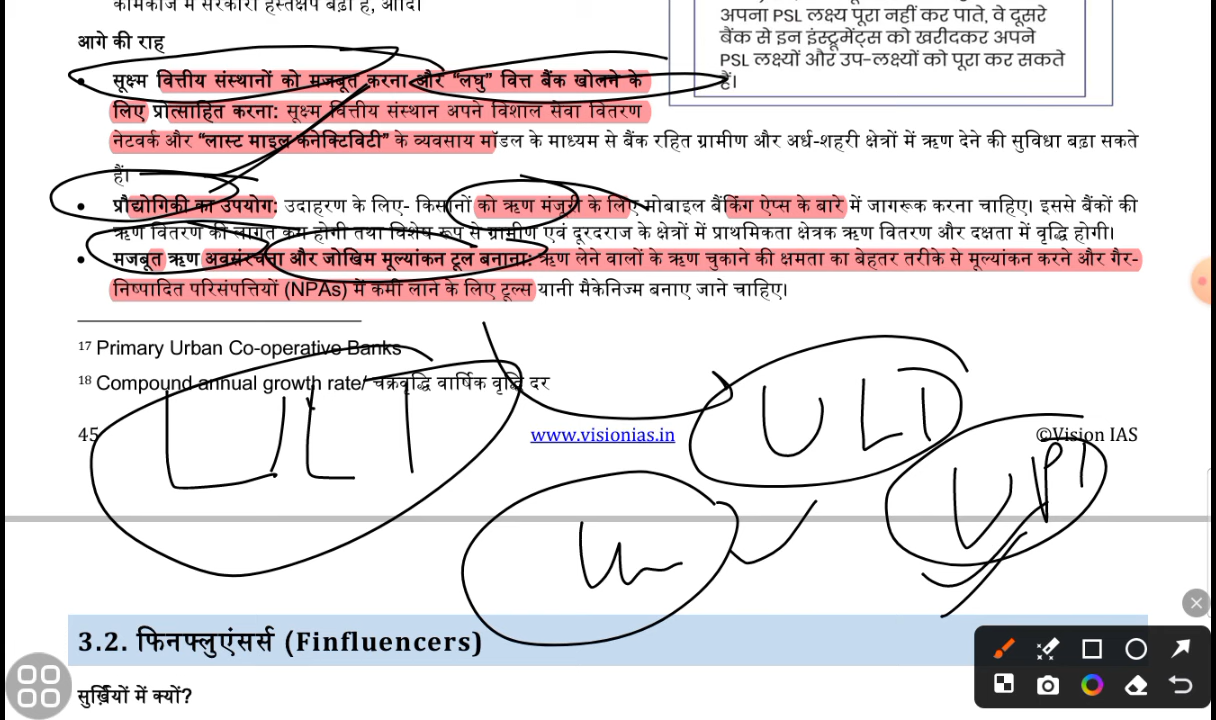 कामकाज में सरकारी हस्तक्षेप बढ़ा है, आदि।
अपना PSL लक्ष्य पूरा नहीं कर पाते, वे दूसरे
बैंक से इन इंस्ट्रूमेंट्स को खरीदकर अपने
PSL लक्ष्यों और उप-लक्ष्यों को पूरा कर सकते
हैं।
आगे की राह
• सूक्ष्म वित्तीय संस्थानों को मजबूत करना और “लघु” वित्त बैंक खोलने के
लिए प्रोत्साहित करना: सूक्ष्म वित्तीय संस्थान अपने विशाल सेवा वितरण
नेटवर्क और “लास्ट माइल कनेक्टिविटी” के व्यवसाय मॉडल के माध्यम से बैंक रहित ग्रामीण और अर्ध-शहरी क्षेत्रों में ऋण देने की सुविधा बढ़ा सकते
हैं।
• प्रौद्योगिकी का उपयोग: उदाहरण के लिए- किसानों को ऋण मंजूरी के लिए मोबाइल बैंकिंग ऐप्स के बारे में जागरूक करना चाहिए। इससे बैंकों की
ऋण वितरण की लागत कम होगी तथा विशेष रूप से ग्रामीण एवं दूरदराज के क्षेत्रों में प्राथमिकता क्षेत्रक ऋण वितरण और दक्षता में वृद्धि होगी।
• मजबूत ऋण अवसंरचना और जोखिम मूल्यांकन टूल बनाना: ऋण लेने वालों के ऋण चुकाने की क्षमता का बेहतर तरीके से मूल्यांकन करने और गैर-
निष्पादित परिसंपत्तियों (NPAs) में कमी लाने के लिए टूल्स यानी मैकेनिज्म बनाए जाने चाहिए।
17 Primary Urban Co-operative Banks
18 Compound annual growth rate/ चक्रवृद्धि वार्षिक वृद्धि दर
ULI ULI
45 www.visionias.in ©Vision IAS
UPI
3.2. फिनफ्लुएंसर्स (Finfluencers)
सुर्ख़ियों में क्यों?